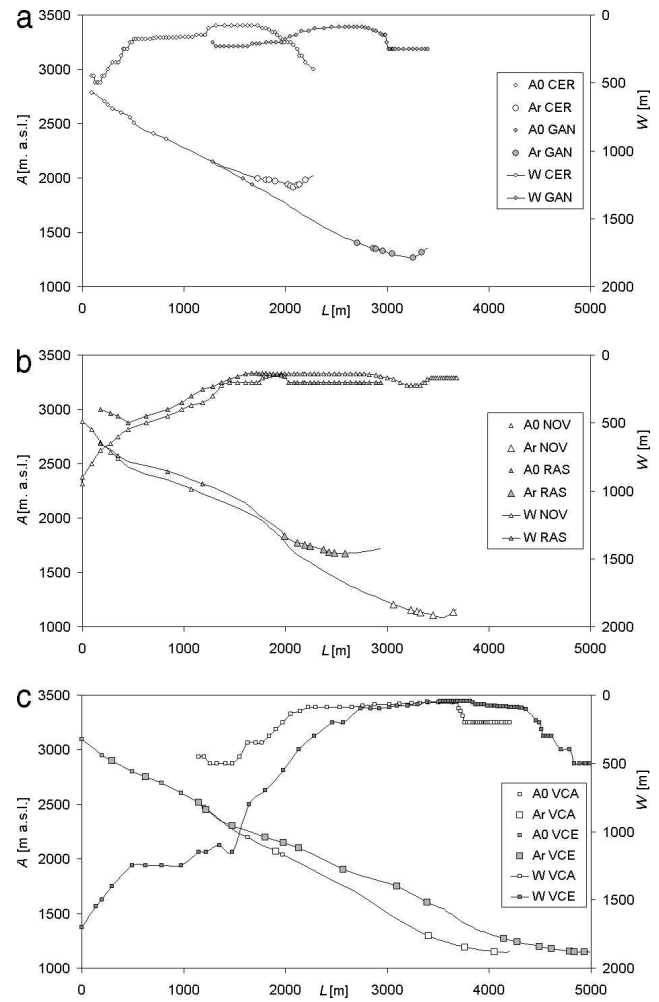 a
3500
3000
2500
2000
1500
1000
A [m. a.s.l.]
0
500
1000
1500
2000
W [m]
A0 CER
Ar CER
A0 GAN
Ar GAN
W CER
W GAN
0
1000
2000
3000
4000
5000
L [m]
b
3500
3000
2500
2000
1500
1000
A [m. a.s.l.]
0
500
1000
1500
2000
W [m]
A0 NOV
Ar NOV
A0 RAS
Ar RAS
W NOV
W RAS
0
1000
2000
3000
4000
5000
L [m]
c
3500
3000
2500
2000
1500
1000
A [m a.s.l.]
0
500
1000
1500
2000
W [m]
A0 VCA
Ar VCA
A0 VCE
Ar VCE
W VCA
W VCE
0
1000
2000
3000
4000
5000
L [m]